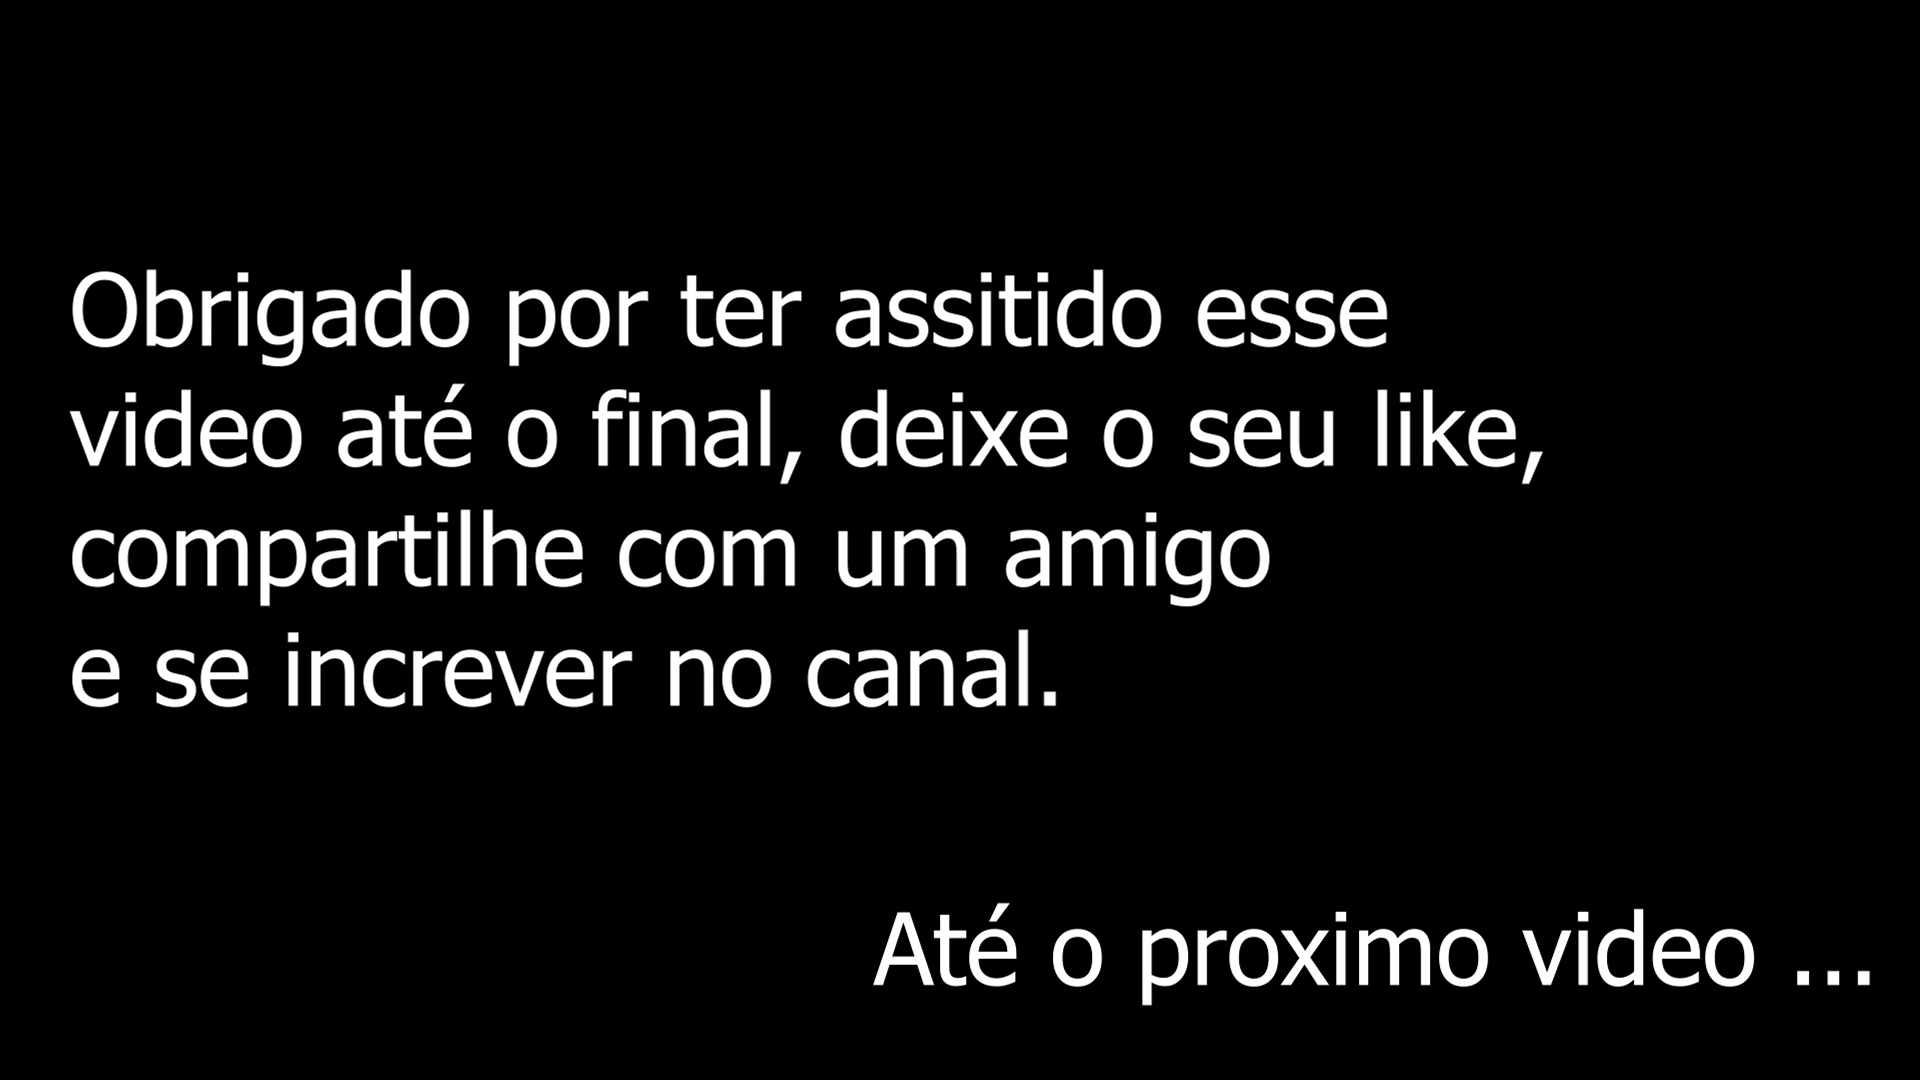 Obrigado por ter assitido esse
video até o final, deixe o seu like,
compartilhe com um amigo
e se increver no canal.
Até o proximo video ...